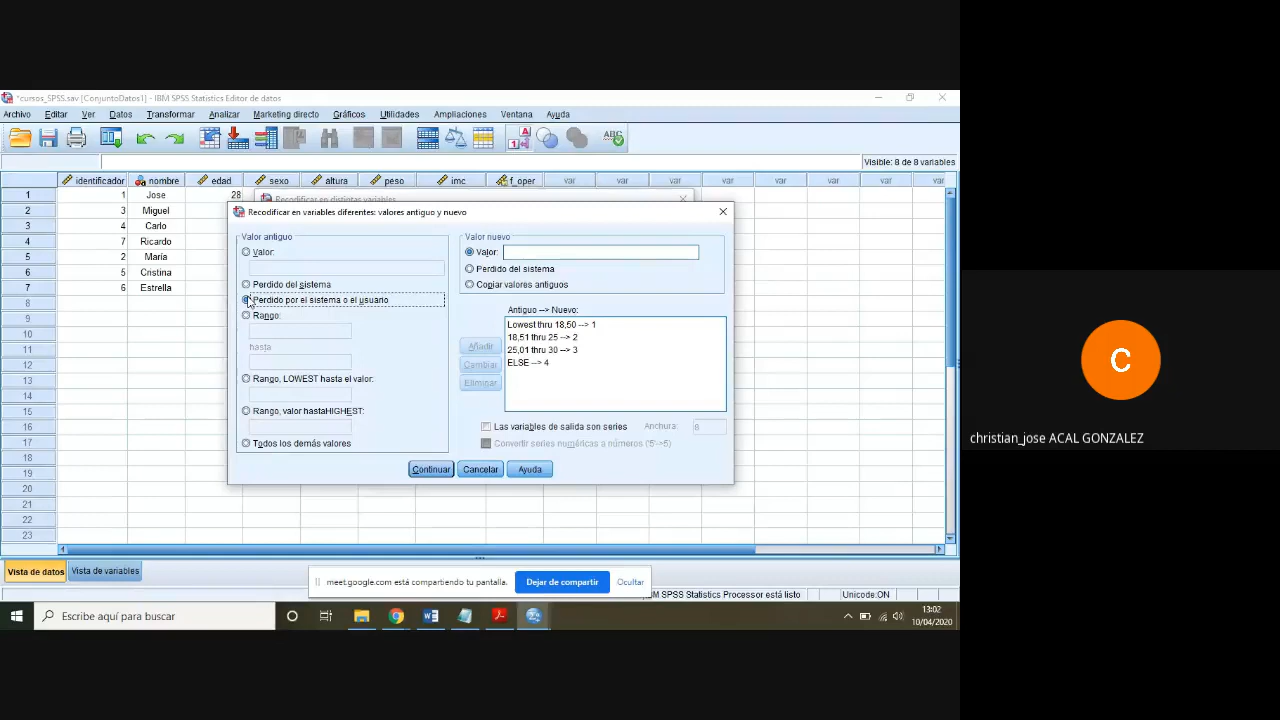 *cursos_SPSS.sav [ConjuntoDatos1] - IBM SPSS Statistics Editor de datos
Archivo Editar Ver Datos Transformar Analizar Marketing directo Gráficos Utilidades Ampliaciones Ventana Ayuda
Visible: 8 de 8 variables
identificador nombre edad sexo altura peso imc f_oper var var var var var var var var
1 1 Jose 28
Recodificar en distintas variables
2 3 Miguel
3 4 Carlo
4 7 Ricardo
5 2 María
6 5 Cristina
7 6 Estrella
8
9
10
11
12
13
14
15
16
17
18
19
20
21
22
23
Recodificar en variables diferentes: valores antiguo y nuevo
Valor antiguo
Valor:
Perdido del sistema
Perdido por el sistema o el usuario
Rango:
hasta
Rango, LOWEST hasta el valor:
Rango, valor hastaHIGHEST:
Todos los demás valores
Valor nuevo
Valor:
Perdido del sistema
Copiar valores antiguos
Antiguo --> Nuevo:
Lowest thru 18,50 --> 1
18,51 thru 25 --> 2
25,01 thru 30 --> 3
ELSE --> 4
Añadir
Cambiar
Eliminar
Las variables de salida son series Anchura: 8
Convertir series numéricas a números ('5'->5)
Continuar Cancelar Ayuda
Vista de datos Vista de variables
meet.google.com está compartiendo tu pantalla. Dejar de compartir Ocultar
IBM SPSS Statistics Processor está listo Unicode:ON
Escribe aquí para buscar
13:02
10/04/2020
C
christian_jose ACAL GONZALEZ